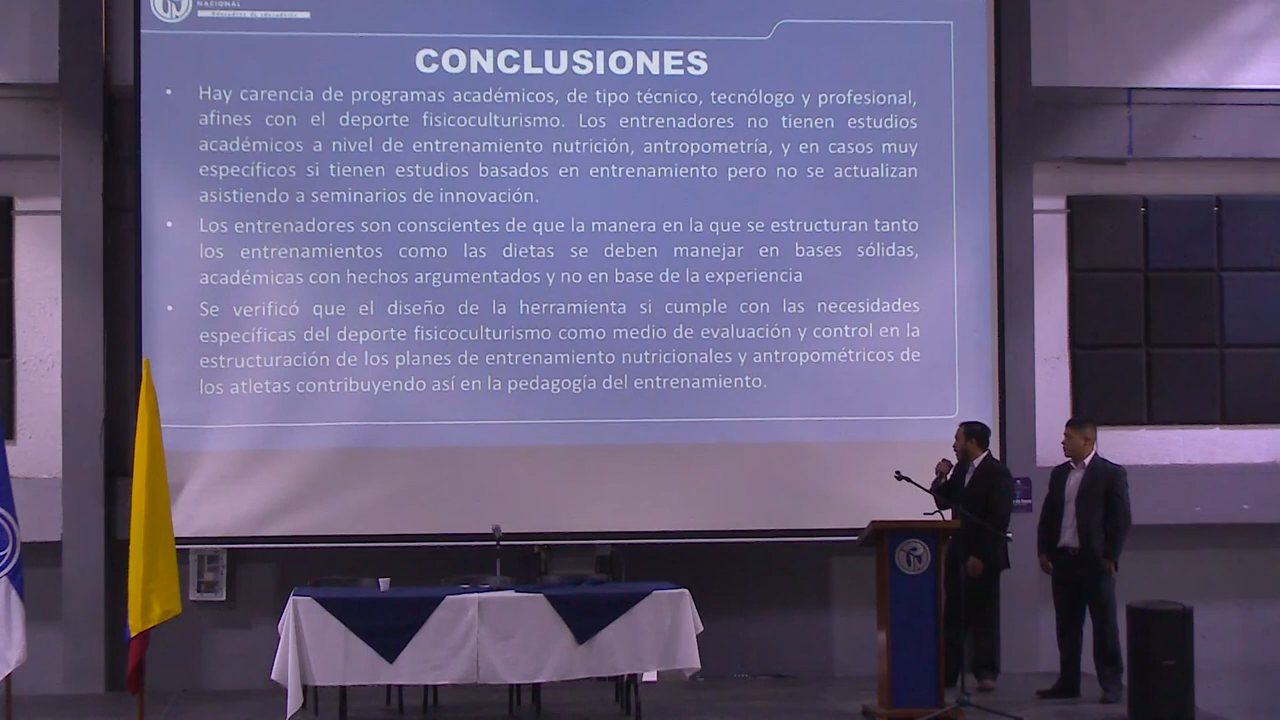 NACIONAL
Educadora de educadores
CONCLUSIONES
• Hay carencia de programas académicos, de tipo técnico, tecnólogo y profesional,
afines con el deporte fisicoculturismo. Los entrenadores no tienen estudios
académicos a nivel de entrenamiento nutrición, antropometría, y en casos muy
específicos si tienen estudios basados en entrenamiento pero no se actualizan
asistiendo a seminarios de innovación.
• Los entrenadores son conscientes de que la manera en la que se estructuran tanto
los entrenamientos como las dietas se deben manejar en bases sólidas,
académicas con hechos argumentados y no en base de la experiencia
• Se verificó que el diseño de la herramienta si cumple con las necesidades
específicas del deporte fisicoculturismo como medio de evaluación y control en la
estructuración de los planes de entrenamiento nutricionales y antropométricos de
los atletas contribuyendo así en la pedagogía del entrenamiento.